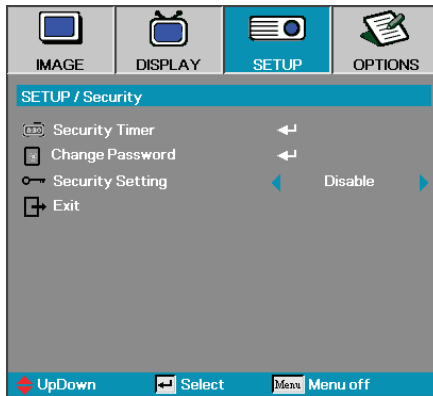 IMAGE DISPLAY SETUP OPTIONS
SETUP / Security
Security Timer
Change Password
Security Setting Disable
Exit
UpDown Select Menu Menu off